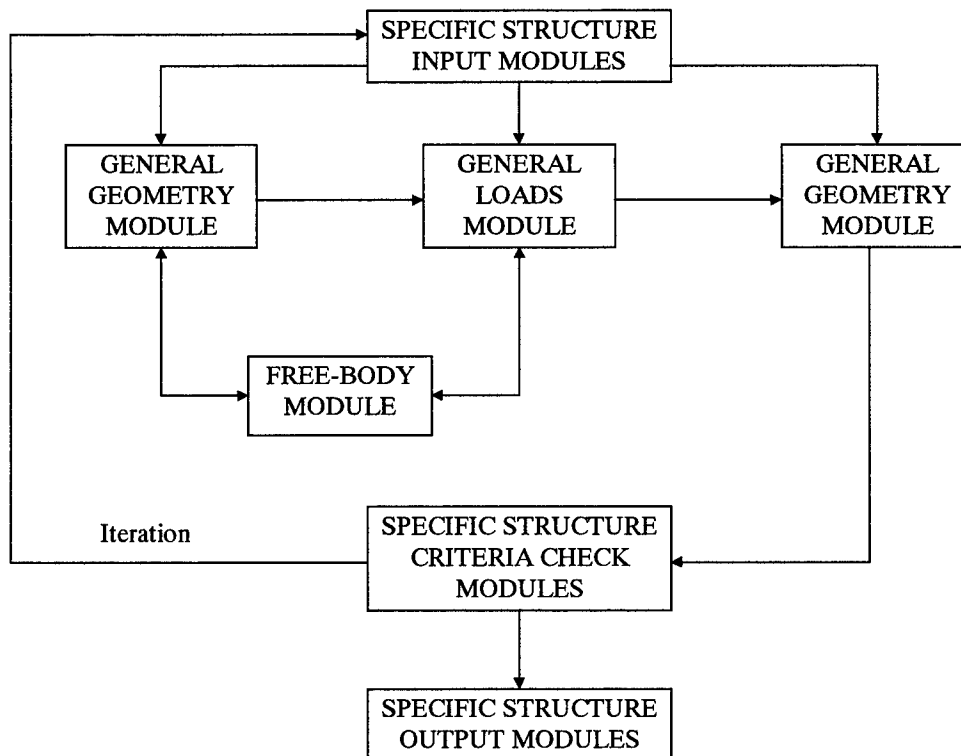 SPECIFIC STRUCTURE
INPUT MODULES
GENERAL
GEOMETRY
MODULE
GENERAL
LOADS
MODULE
GENERAL
GEOMETRY
MODULE
FREE-BODY
MODULE
Iteration
SPECIFIC STRUCTURE
CRITERIA CHECK
MODULES
SPECIFIC STRUCTURE
OUTPUT MODULES